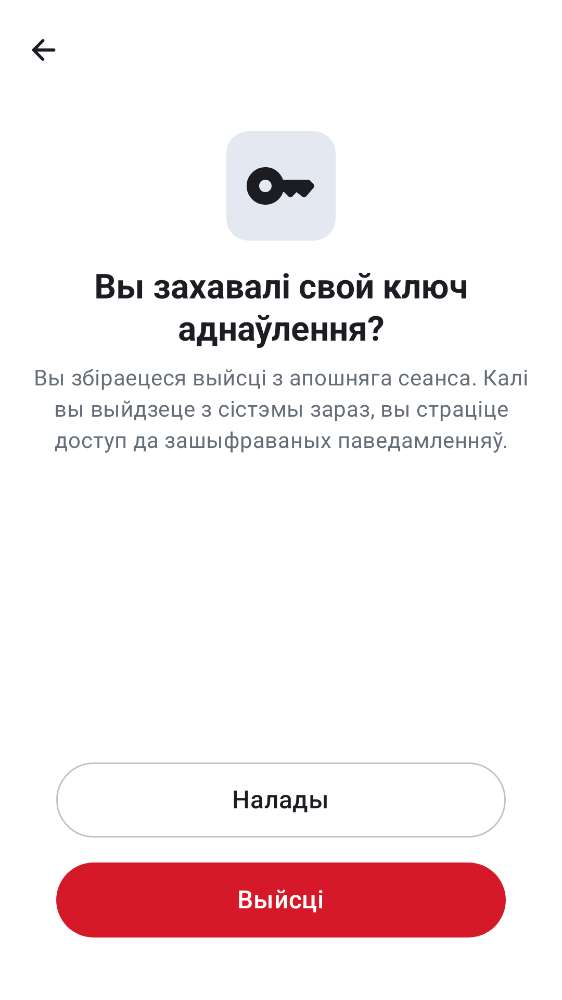 Вы захавалі свой ключ
аднаўлення?
Вы збіраецеся выйсці з апошняга сеанса. Калі
вы выйдзеце з сістэмы зараз, вы страціце
доступ да зашыфраваных паведамленняў.
Налады
Выйсці